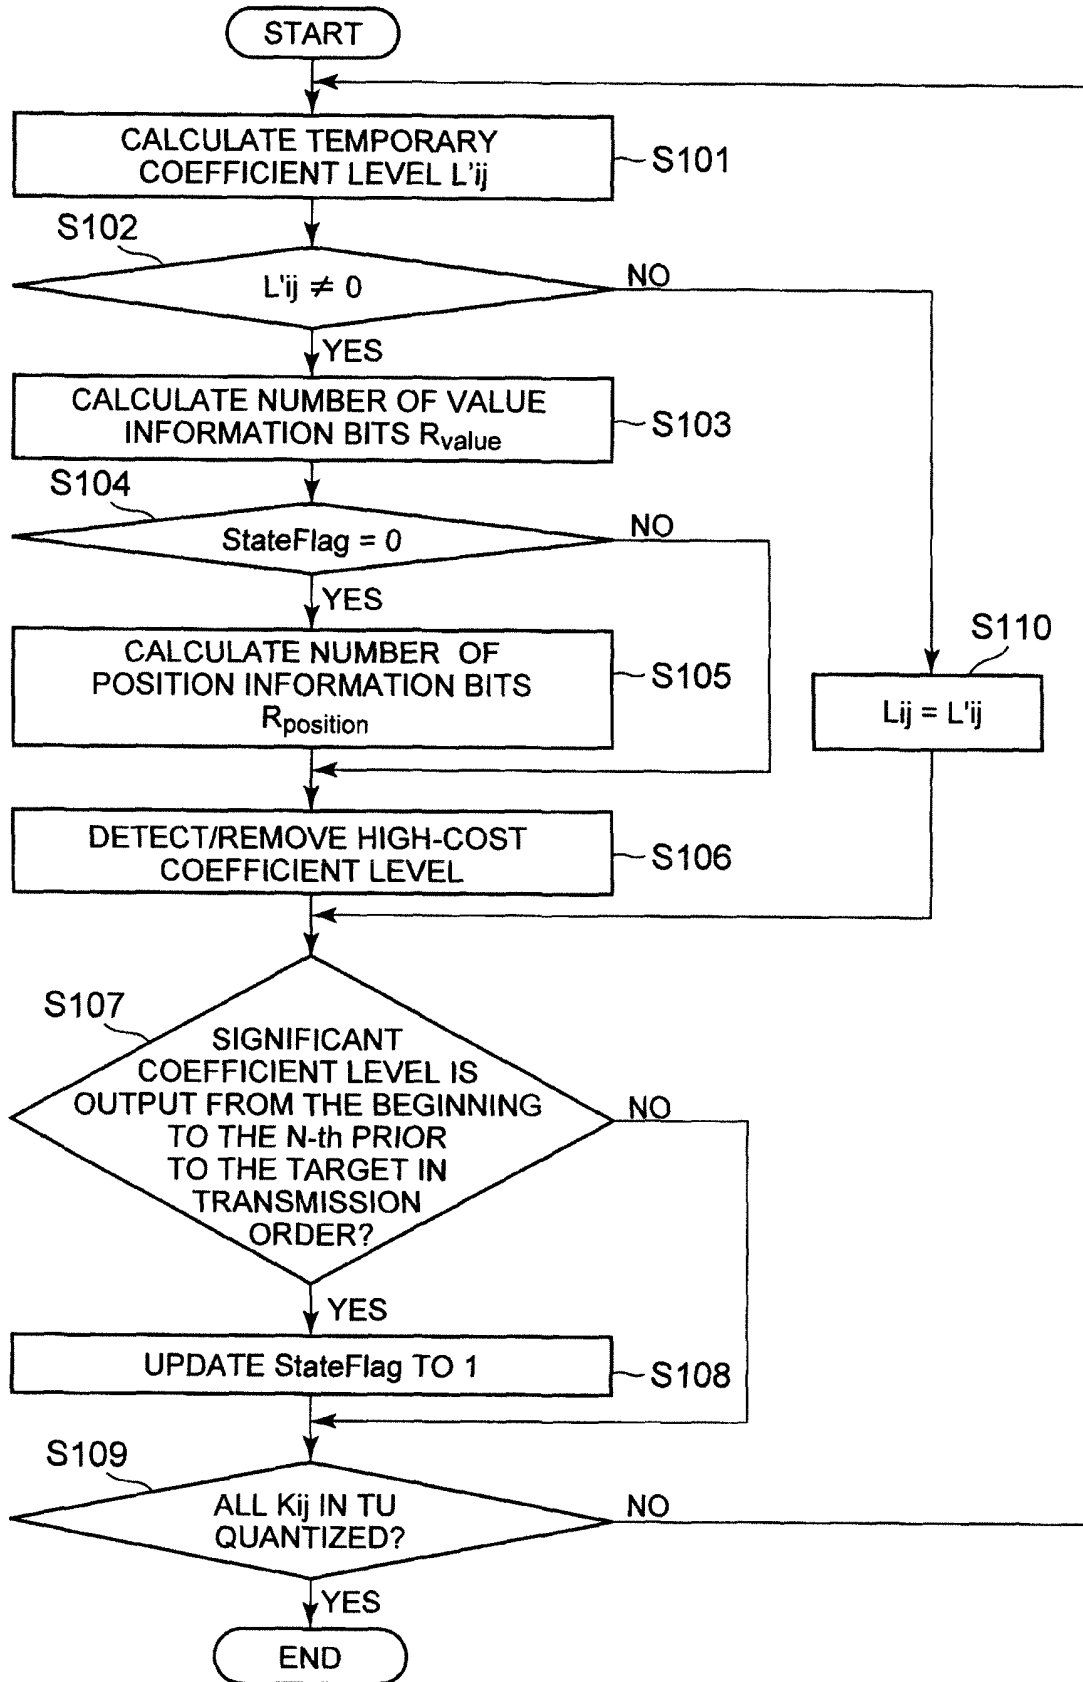 START
CALCULATE TEMPORARY
COEFFICIENT LEVEL L'ij
S101
S102
L'ij ≠ 0
NO
YES
CALCULATE NUMBER OF VALUE
INFORMATION BITS Rvalue
S103
S104
StateFlag = 0
NO
YES
CALCULATE NUMBER OF
POSITION INFORMATION BITS
Rposition
S105
S110
Lij = L'ij
DETECT/REMOVE HIGH-COST
COEFFICIENT LEVEL
S106
S107
SIGNIFICANT
COEFFICIENT LEVEL IS
OUTPUT FROM THE BEGINNING
TO THE N-th PRIOR
TO THE TARGET IN
TRANSMISSION
ORDER?
NO
YES
UPDATE StateFlag TO 1
S108
S109
ALL Kij IN TU
QUANTIZED?
NO
YES
END